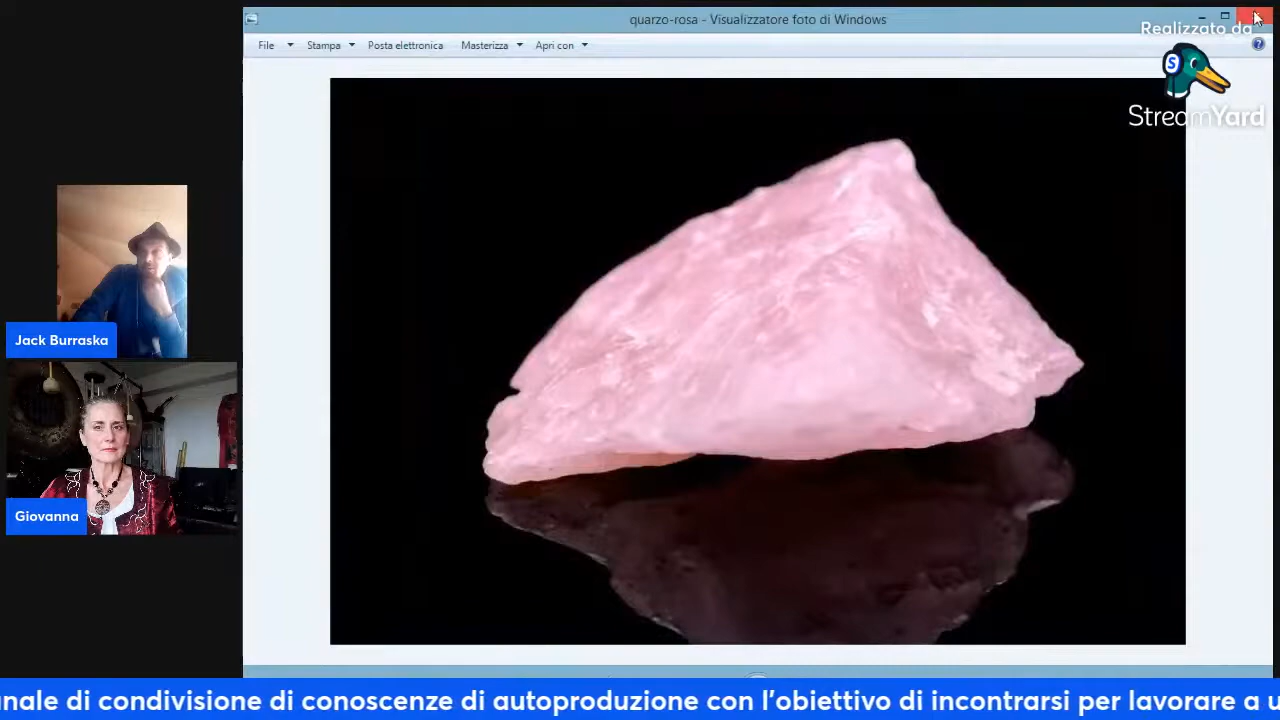 quarzo-rosa - Visualizzatore foto di Windows
File Stampa Posta elettronica Masterizza Apri con
Realizzato da
S
StreamYard
Jack Burraska
Giovanna
di condivisione di conoscenze di autoproduzione con l'obiettivo di incontrarsi per lavorare a